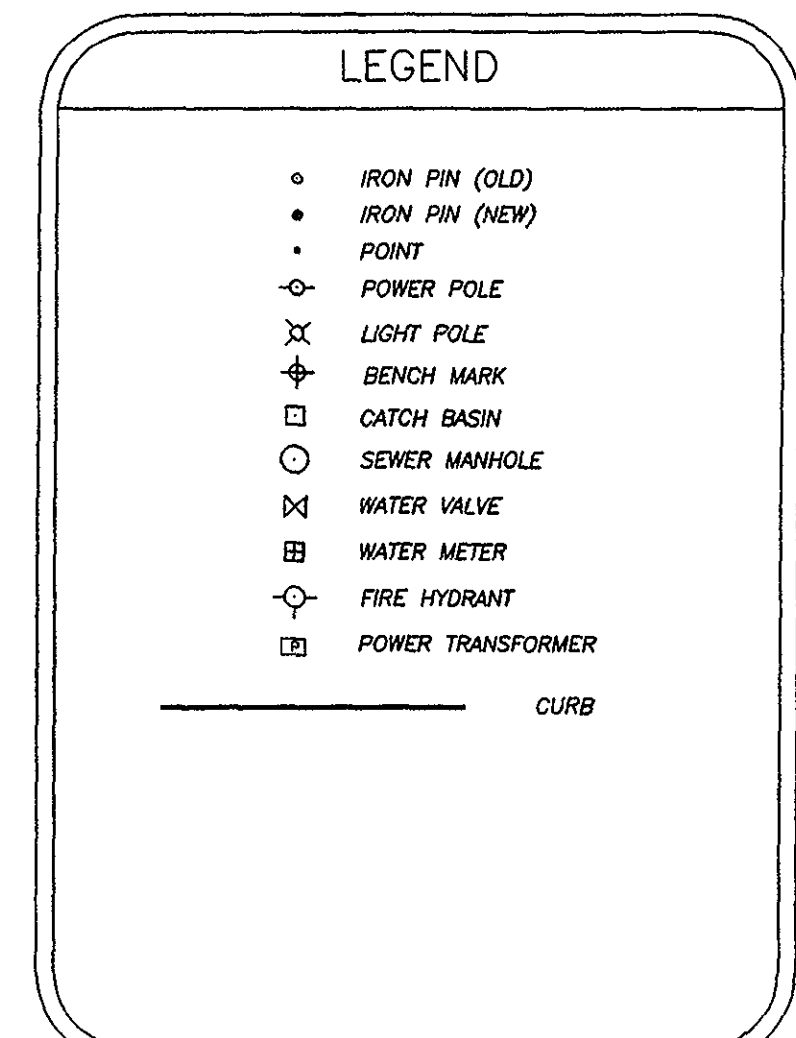 LEGEND
IRON PIN (OLD)
IRON PIN (NEW)
POINT
POWER POLE
LIGHT POLE
BENCH MARK
CATCH BASIN
SEWER MANHOLE
WATER VALVE
WATER METER
FIRE HYDRANT
P POWER TRANSFORMER
CURB